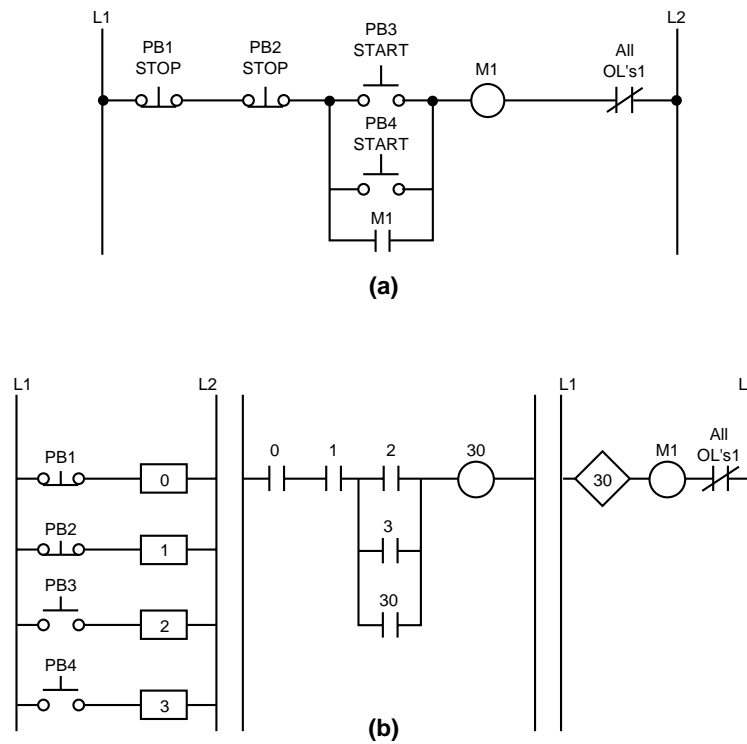 L1
L2
PB1
STOP
PB2
STOP
PB3
START
M1
All
OL's1
PB4
START
M1
(a)
L1
L2
L1
L
PB1
0
PB2
1
PB3
2
PB4
3
0
1
2
30
3
30
30
M1
All
OL's1
(b)